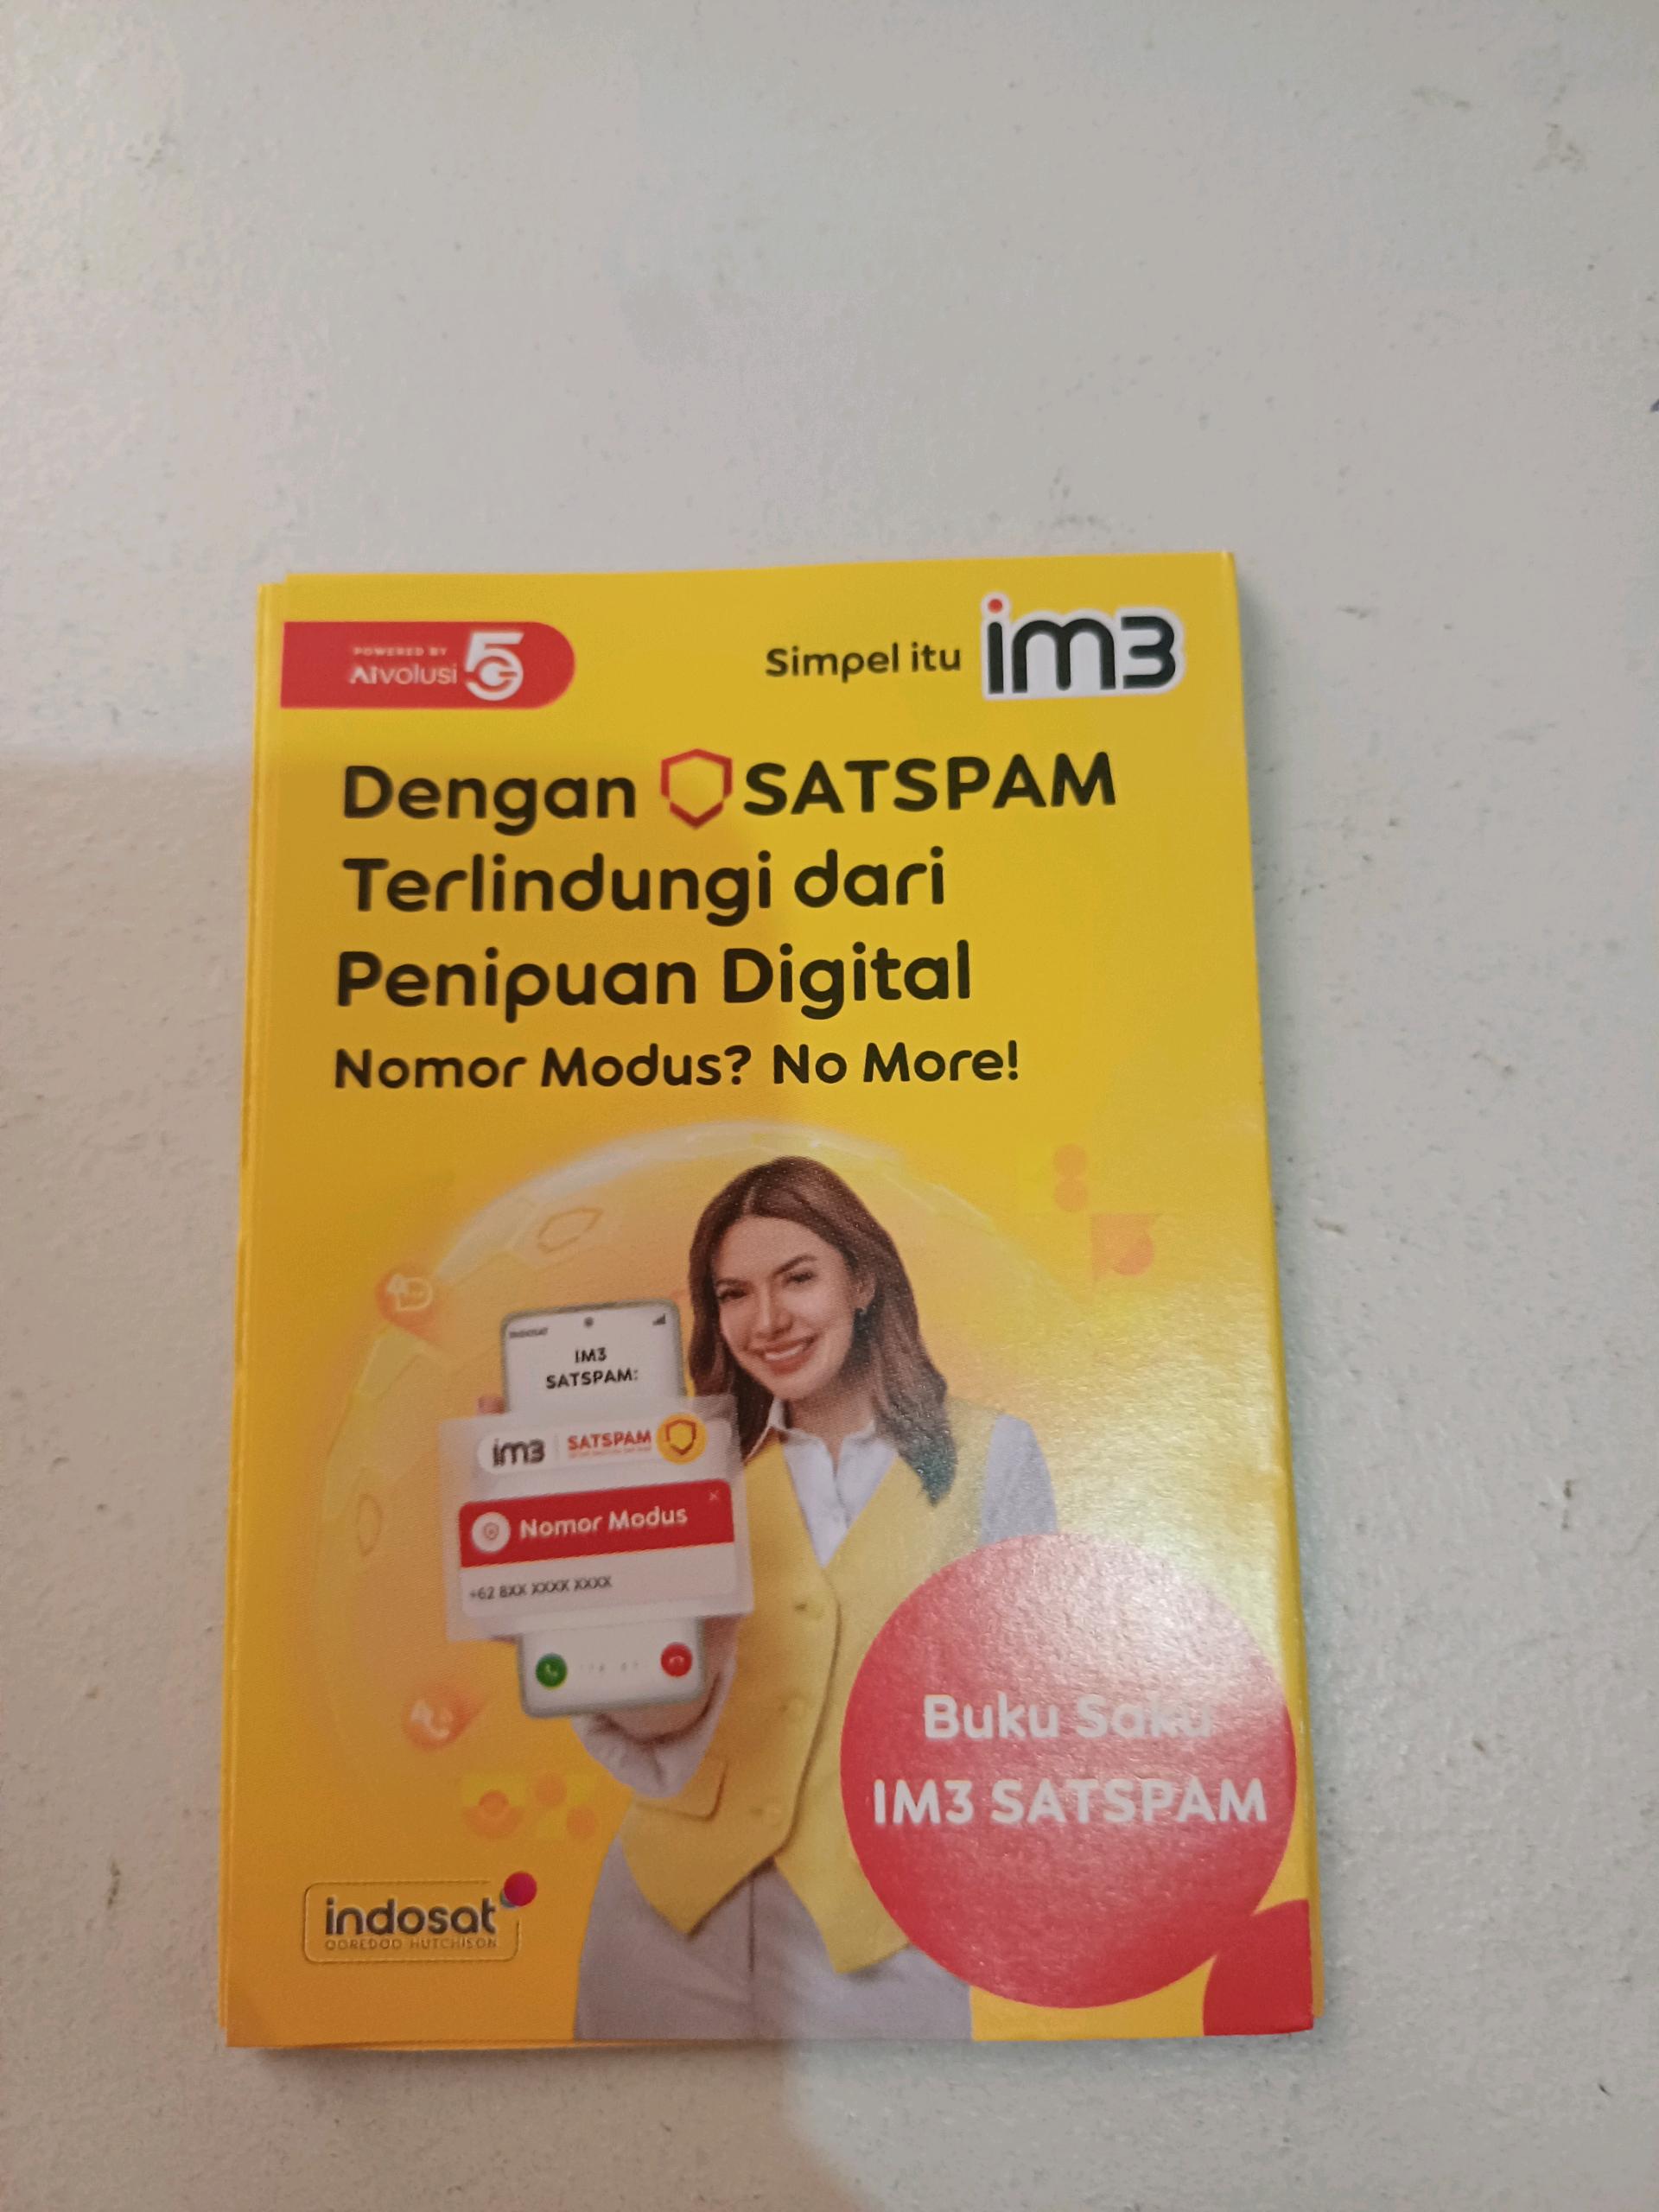 POWERED BY
AIvolusi 5G
Simpel itu im3
Dengan SATSPAM
Terlindungi dari
Penipuan Digital
Nomor Modus? No More!
indosat
IM3
SATSPAM:
im3 SATSPAM
Nomor Modus
+62 8XX XXXX XXXX
Buku Saku
IM3 SATSPAM
indosat
OOREDOO HUTCHISON